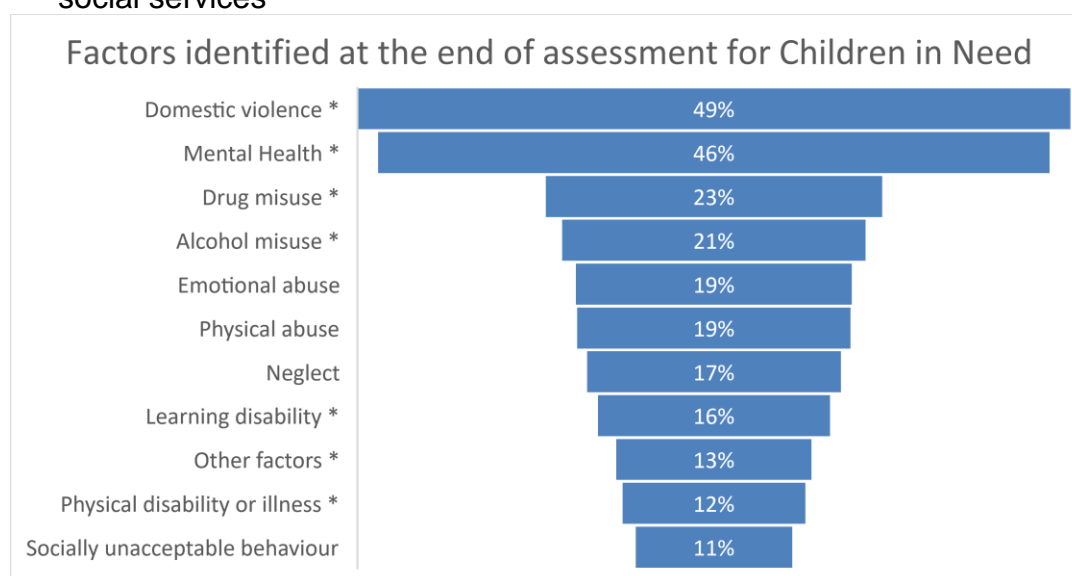 social services
Factors identified at the end of assessment for Children in Need
Domestic violence * 49%
Mental Health * 46%
Drug misuse * 23%
Alcohol misuse * 21%
Emotional abuse 19%
Physical abuse 19%
Neglect 17%
Learning disability * 16%
Other factors * 13%
Physical disability or illness * 12%
Socially unacceptable behaviour 11%